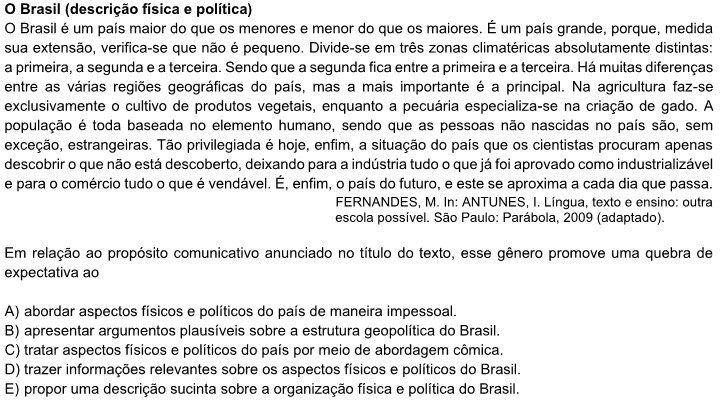 O Brasil (descrição física e política)
O Brasil é um país maior do que os menores e menor do que os maiores. É um país grande, porque, medida
sua extensão, verifica-se que não é pequeno. Divide-se em três zonas climatéricas absolutamente distintas:
a primeira, a segunda e a terceira. Sendo que a segunda fica entre a primeira e a terceira. Há muitas diferenças
entre as várias regiões geográficas do país, mas a mais importante é a principal. Na agricultura faz-se
exclusivamente o cultivo de produtos vegetais, enquanto a pecuária especializa-se na criação de gado. A
população é toda baseada no elemento humano, sendo que as pessoas não nascidas no país são, sem
exceção, estrangeiras. Tão privilegiada é hoje, enfim, a situação do país que os cientistas procuram apenas
descobrir o que não está descoberto, deixando para a indústria tudo o que já foi aprovado como industrializável
e para o comércio tudo o que é vendável. É, enfim, o país do futuro, e este se aproxima a cada dia que passa.
FERNANDES, M. In: ANTUNES, I. Língua, texto e ensino: outra
escola possível. São Paulo: Parábola, 2009 (adaptado).
Em relação ao propósito comunicativo anunciado no título do texto, esse gênero promove uma quebra de
expectativa ao
A) abordar aspectos físicos e políticos do país de maneira impessoal.
B) apresentar argumentos plausíveis sobre a estrutura geopolítica do Brasil.
C) tratar aspectos físicos e políticos do país por meio de abordagem cômica.
D) trazer informações relevantes sobre os aspectos físicos e políticos do Brasil.
E) propor uma descrição sucinta sobre a organização física e política do Brasil.